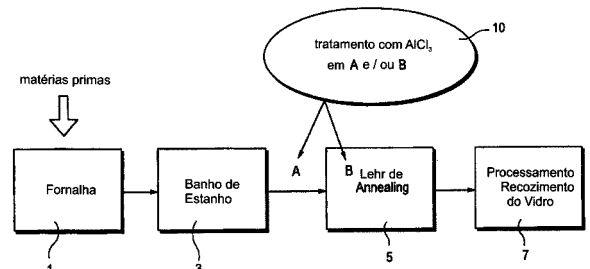 10
tratamento com AlCl₃
em A e / ou B
matérias primas
A
B
Fornalha
Banho de
Estanho
Lehr de
Annealing
Processamento
Recozimento
do Vidro
1
3
5
7